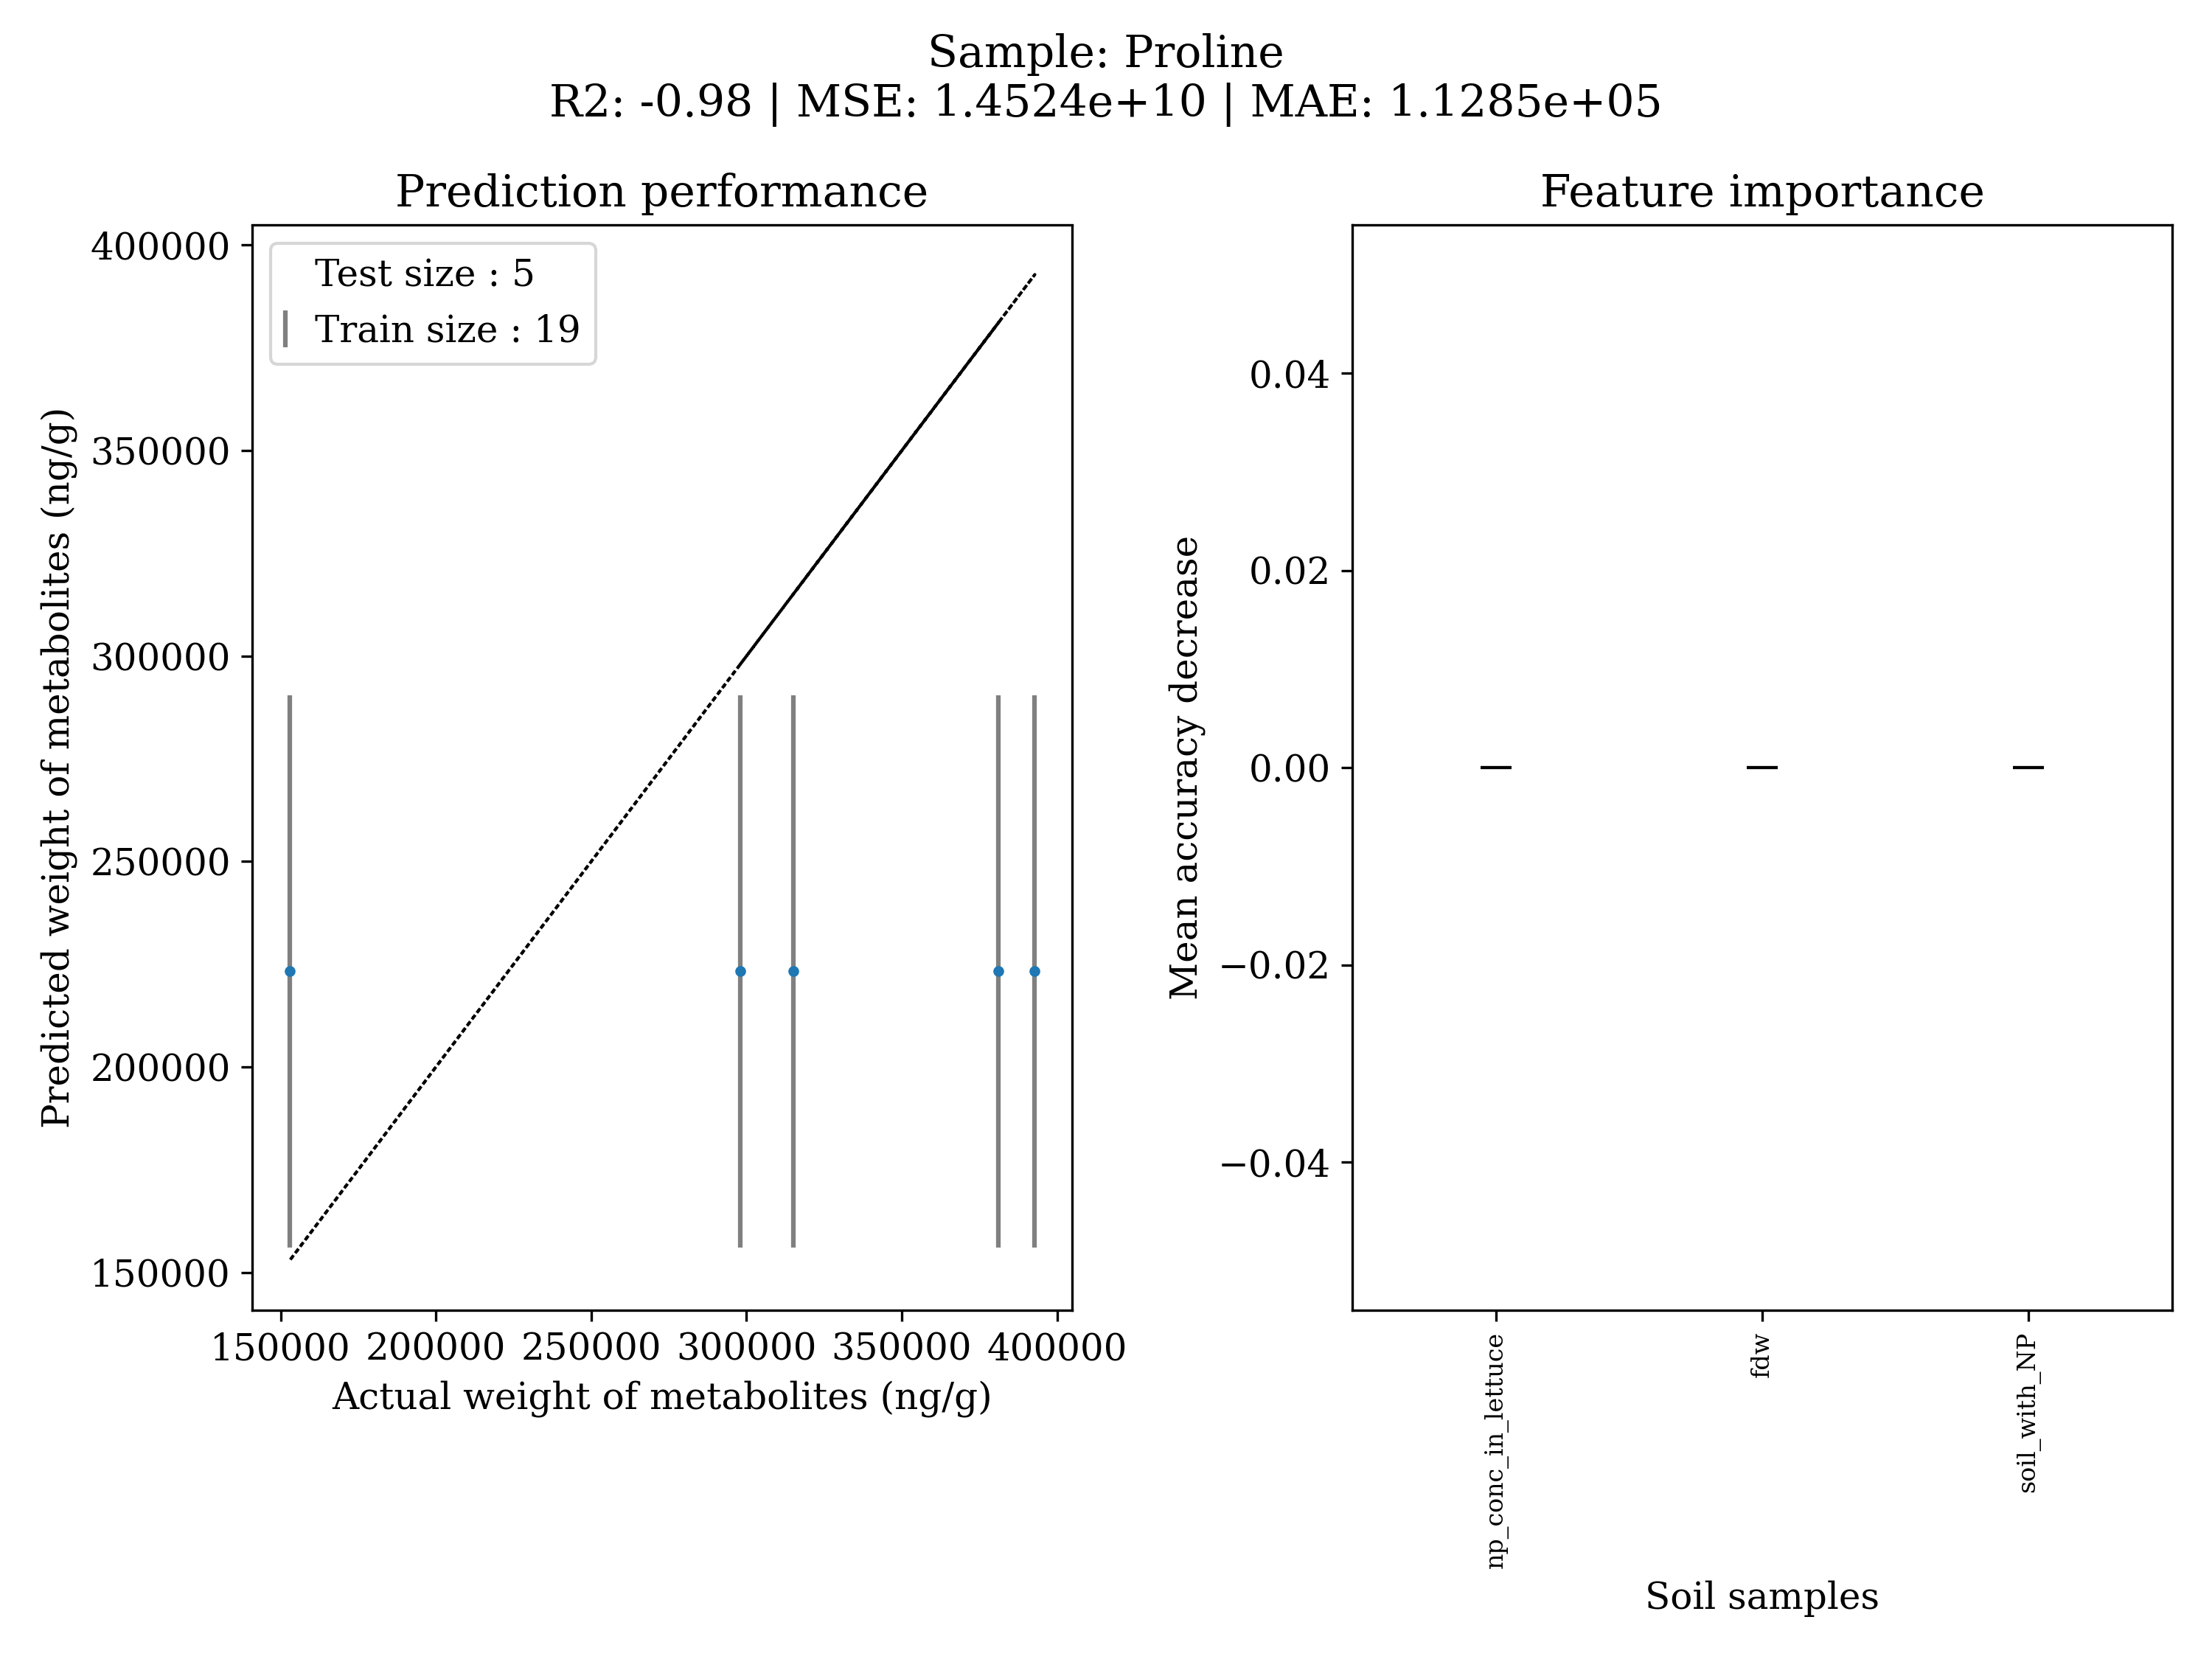 Sample: Proline
R2: -0.98 | MSE: 1.4524e+10 | MAE: 1.1285e+05
Prediction performance
400000
350000
300000
250000
200000
150000
Predicted weight of metabolites (ng/g)
Test size : 5
Train size : 19
150000 200000 250000 300000 350000 400000
Actual weight of metabolites (ng/g)
Feature importance
0.04
0.02
0.00
−0.02
−0.04
Mean accuracy decrease
np_conc_in_lettuce
fdw
soil_with_NP
Soil samples